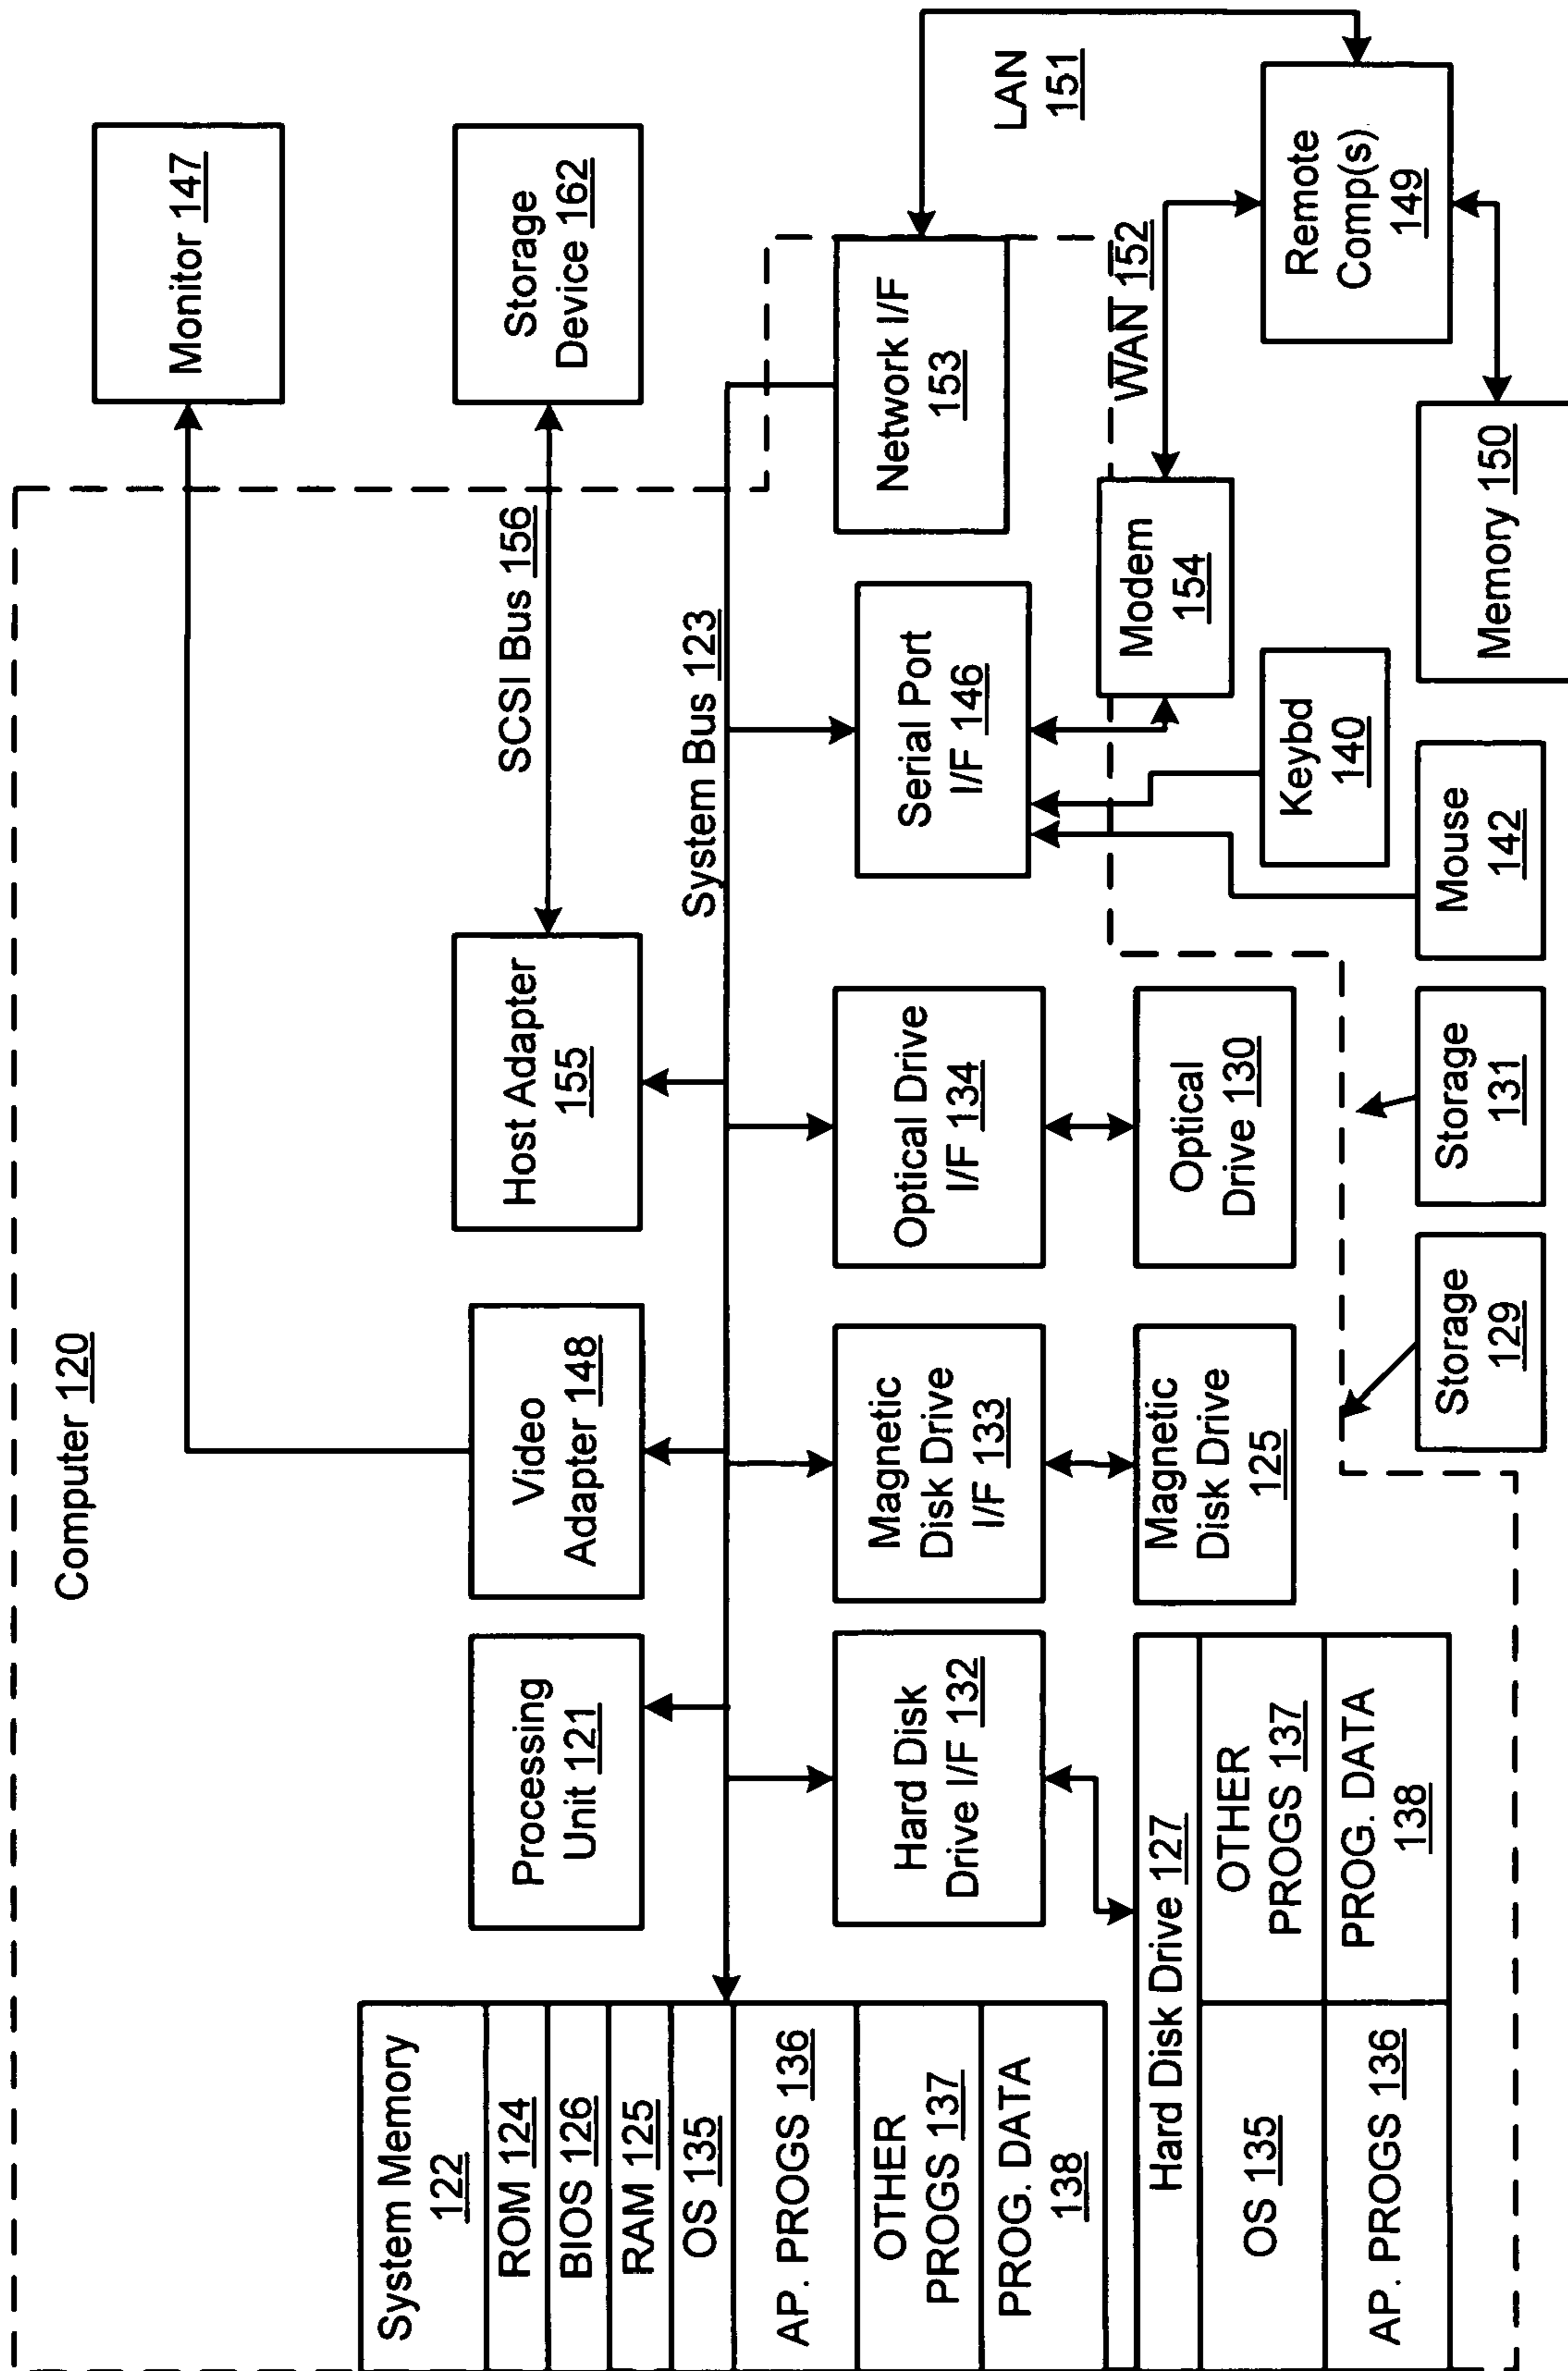 Computer 120
Monitor 147
System Memory
122
ROM 124
BIOS 126
RAM 125
OS 135
AP. PROGS 136
OTHER
PROGS 137
PROG. DATA
138
Processing
Unit 121
Video
Adapter 148
Host Adapter
155
SCSI Bus 156
Storage
Device 162
System Bus 123
Hard Disk
Drive I/F 132
Magnetic
Disk Drive
I/F 133
Optical Drive
I/F 134
Serial Port
I/F 146
Network I/F
153
LAN
151
Hard Disk Drive 127
OS 135
OTHER
PROGS 137
AP. PROGS 136
PROG. DATA
138
Magnetic
Disk Drive
125
Optical
Drive 130
Modem
154
WAN 152
Keybd
140
Remote
Comp(s)
149
Storage
129
Storage
131
Mouse
142
Memory 150